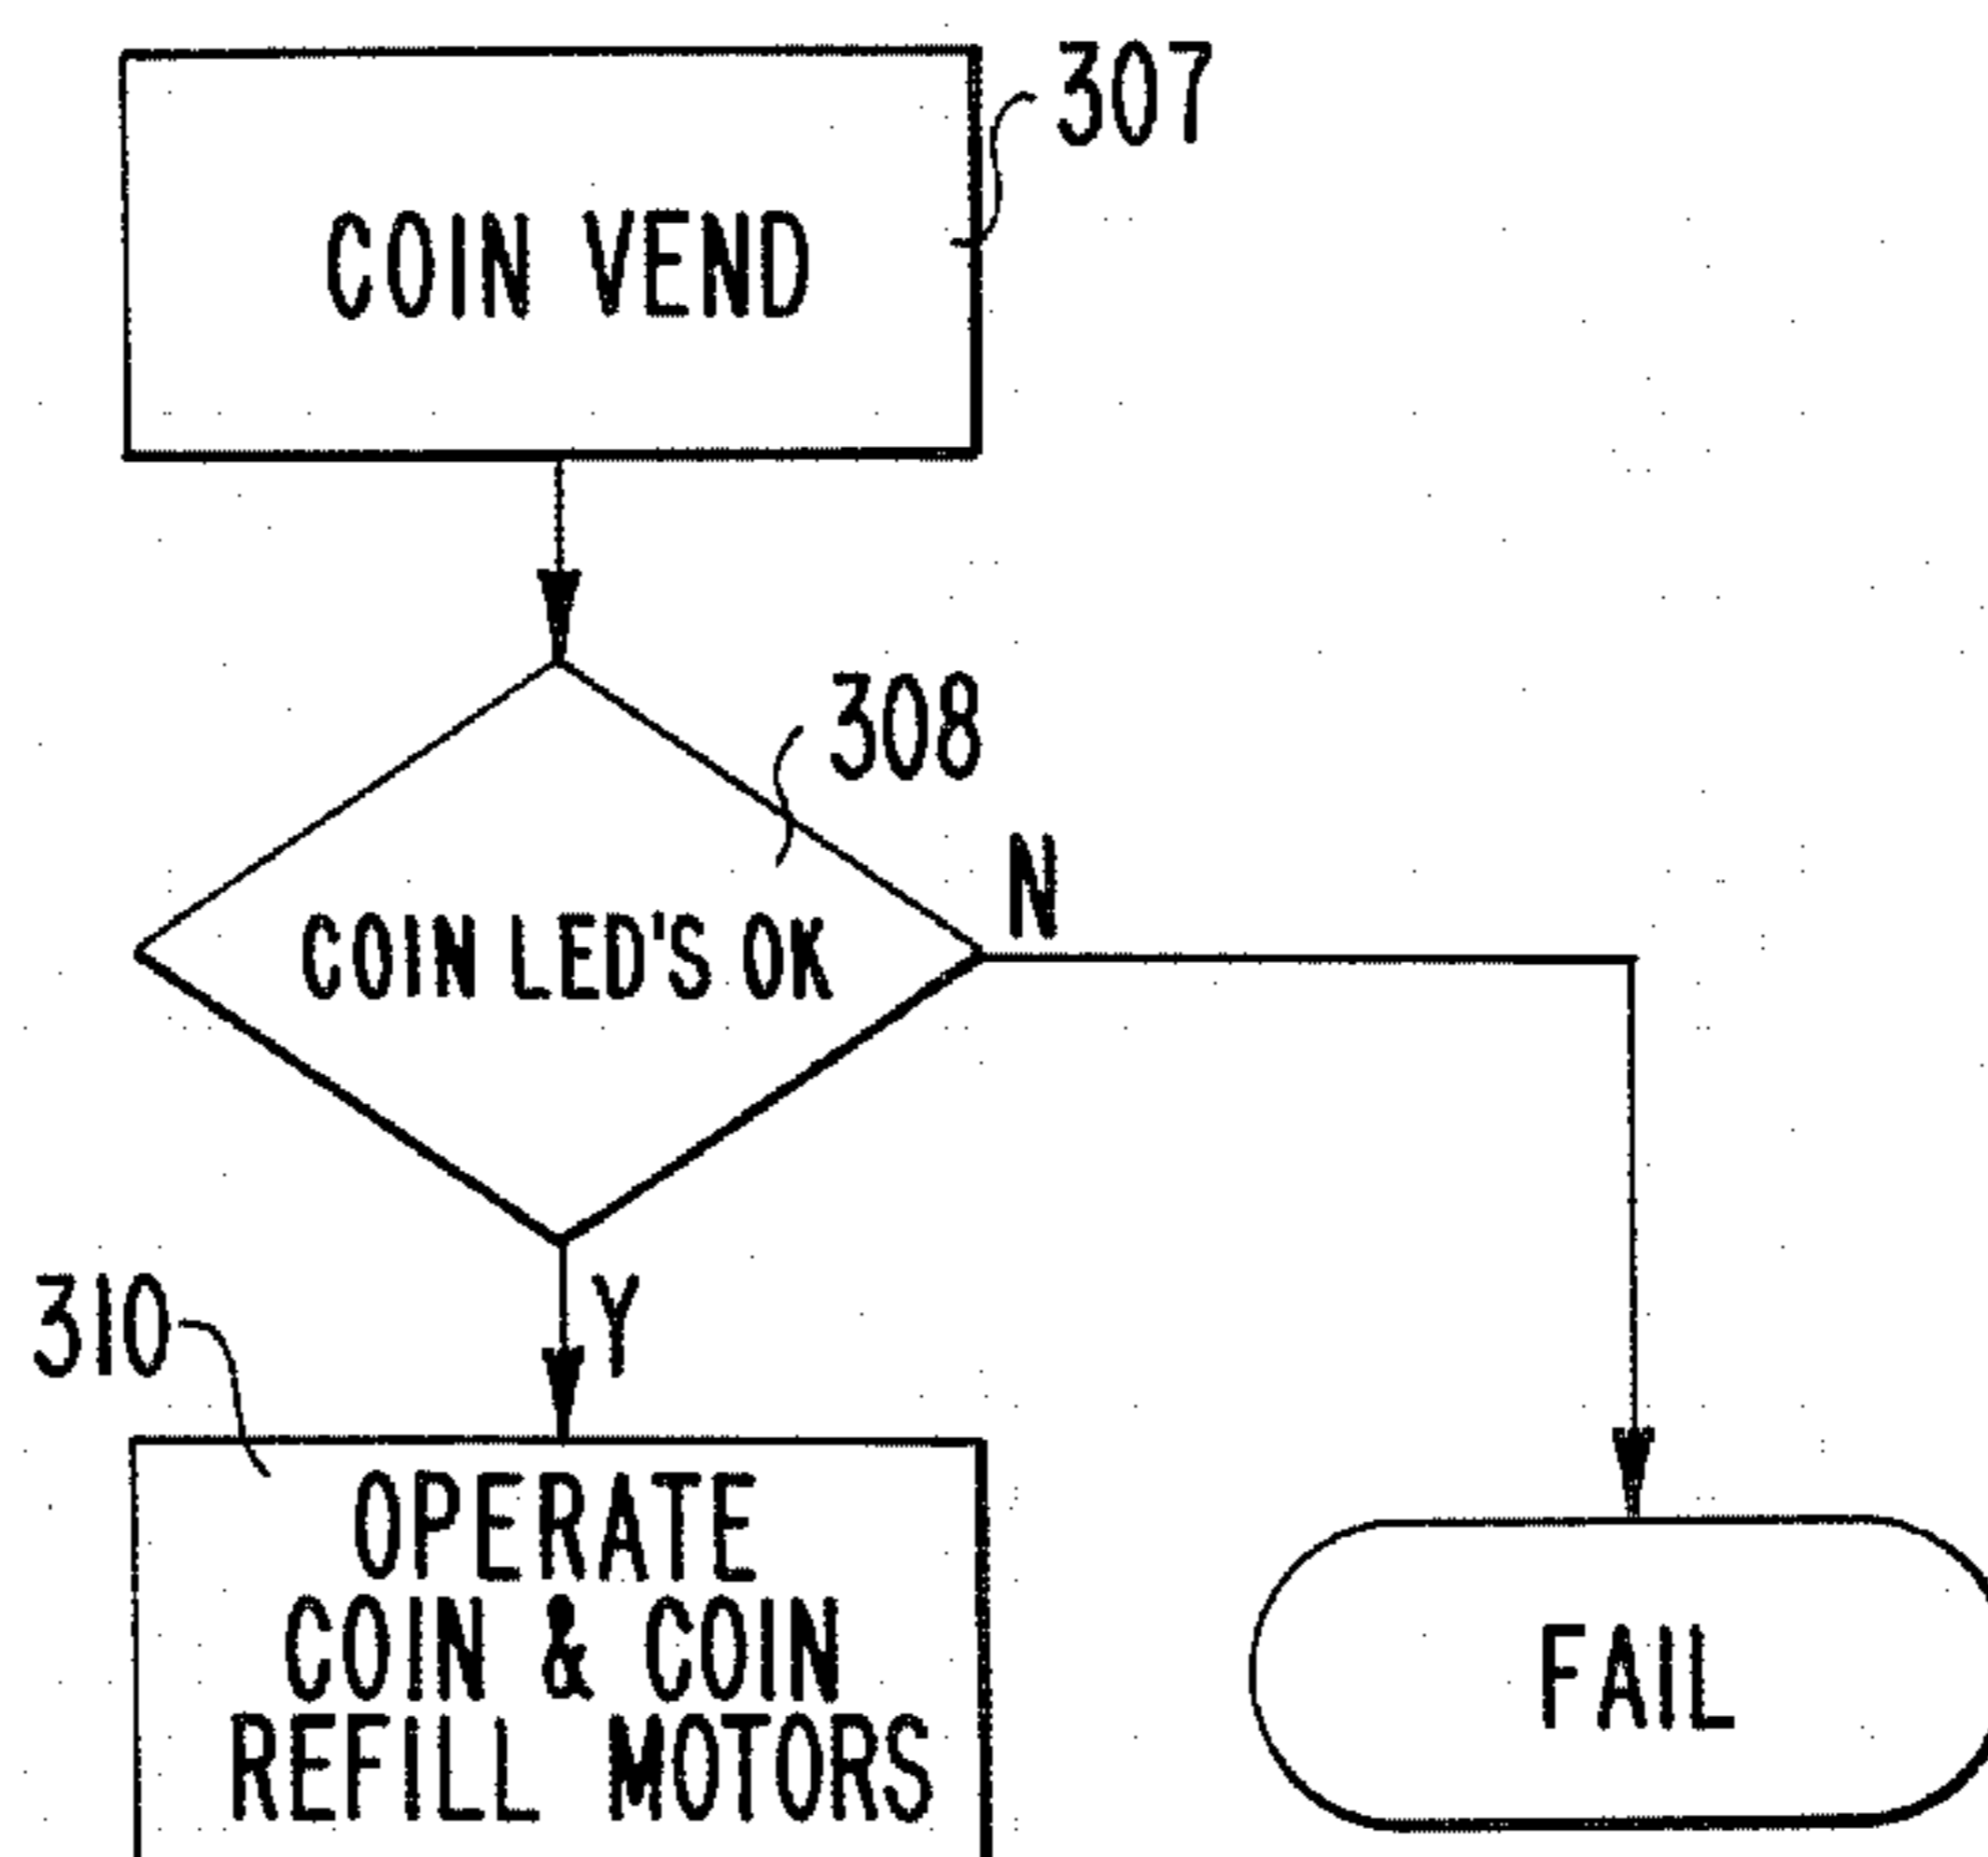 307
COIN VEND
308
N
COIN LED'S OK
310
Y
OPERATE
COIN & COIN
REFILL MOTORS
FAIL